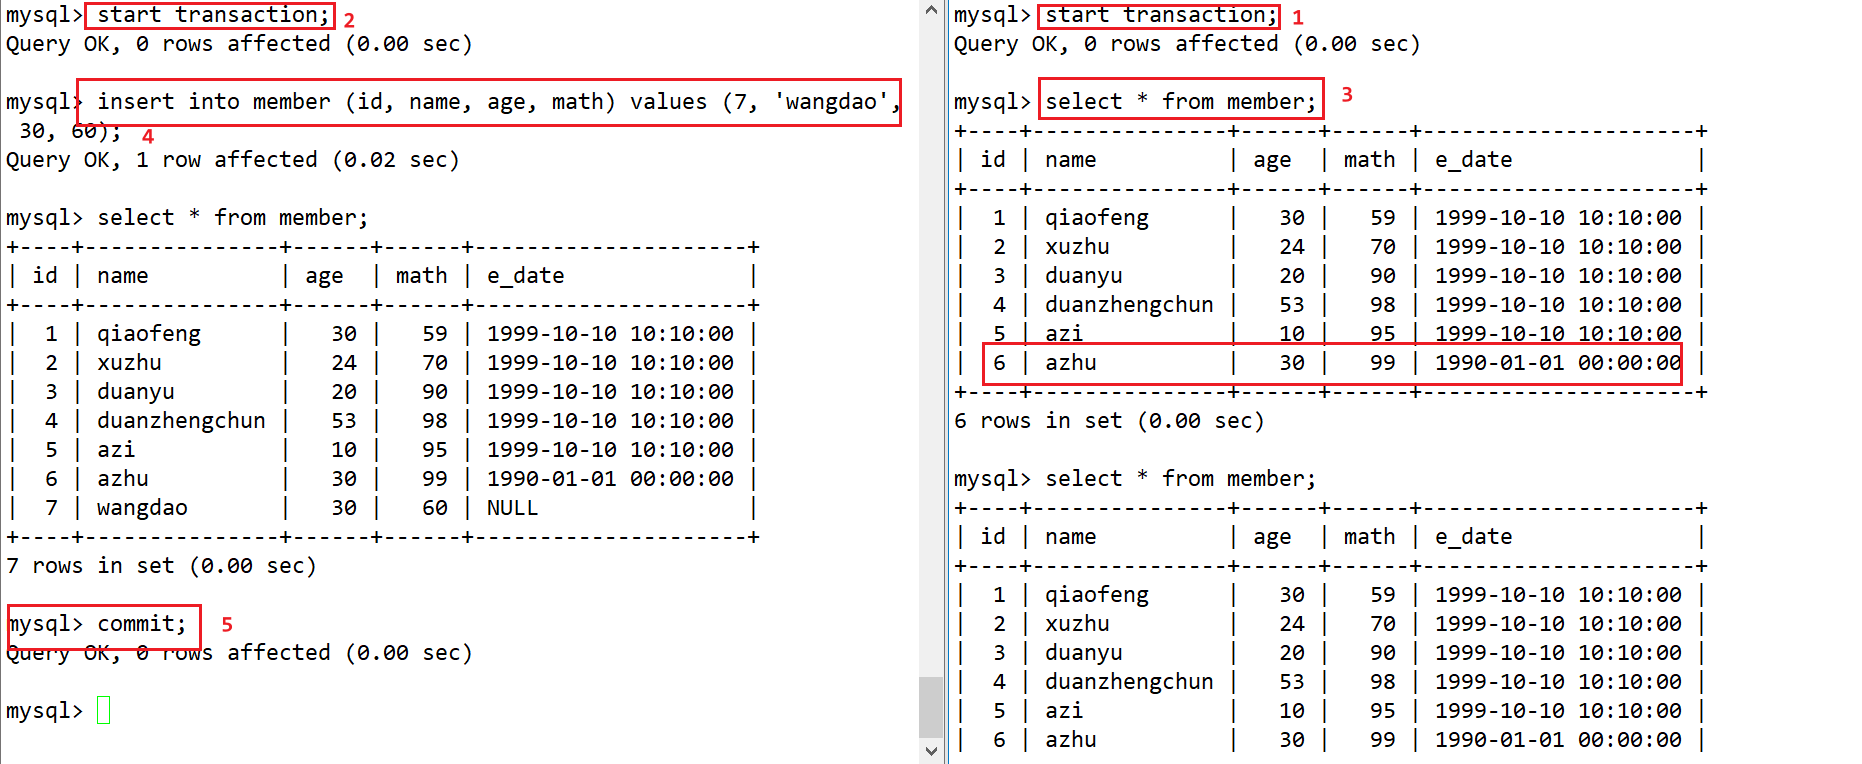 mysql> start transaction; 2
Query OK, 0 rows affected (0.00 sec)
mysql> insert into member (id, name, age, math) values (7, 'wangdao',
 30, 60); 4
Query OK, 1 row affected (0.02 sec)
mysql> select * from member;
+----+---------------+------+------+---------------------+
| id | name          | age  | math | e_date              |
+----+---------------+------+------+---------------------+
|  1 | qiaofeng      |   30 |   59 | 1999-10-10 10:10:00 |
|  2 | xuzhu         |   24 |   70 | 1999-10-10 10:10:00 |
|  3 | duanyu        |   20 |   90 | 1999-10-10 10:10:00 |
|  4 | duanzhengchun |   53 |   98 | 1999-10-10 10:10:00 |
|  5 | azi           |   10 |   95 | 1999-10-10 10:10:00 |
|  6 | azhu          |   30 |   99 | 1990-01-01 00:00:00 |
|  7 | wangdao       |   30 |   60 | NULL                |
+----+---------------+------+------+---------------------+
7 rows in set (0.00 sec)
mysql> commit; 5
Query OK, 0 rows affected (0.00 sec)
mysql>
mysql> start transaction; 1
Query OK, 0 rows affected (0.00 sec)
mysql> select * from member; 3
+----+---------------+------+------+---------------------+
| id | name          | age  | math | e_date              |
+----+---------------+------+------+---------------------+
|  1 | qiaofeng      |   30 |   59 | 1999-10-10 10:10:00 |
|  2 | xuzhu         |   24 |   70 | 1999-10-10 10:10:00 |
|  3 | duanyu        |   20 |   90 | 1999-10-10 10:10:00 |
|  4 | duanzhengchun |   53 |   98 | 1999-10-10 10:10:00 |
|  5 | azi           |   10 |   95 | 1999-10-10 10:10:00 |
|  6 | azhu          |   30 |   99 | 1990-01-01 00:00:00 |
+----+---------------+------+------+---------------------+
6 rows in set (0.00 sec)
mysql> select * from member;
+----+---------------+------+------+---------------------+
| id | name          | age  | math | e_date              |
+----+---------------+------+------+---------------------+
|  1 | qiaofeng      |   30 |   59 | 1999-10-10 10:10:00 |
|  2 | xuzhu         |   24 |   70 | 1999-10-10 10:10:00 |
|  3 | duanyu        |   20 |   90 | 1999-10-10 10:10:00 |
|  4 | duanzhengchun |   53 |   98 | 1999-10-10 10:10:00 |
|  5 | azi           |   10 |   95 | 1999-10-10 10:10:00 |
|  6 | azhu          |   30 |   99 | 1990-01-01 00:00:00 |